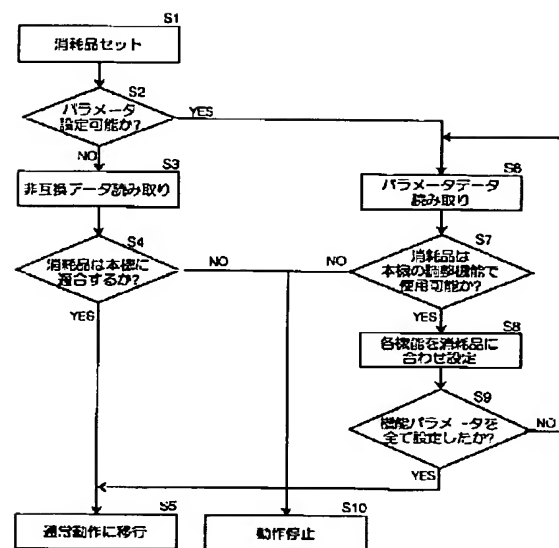 S1
消耗品セット
S2
パラメータ
設定可能か?
YES
NO
S3
非互換データ読み取り
S6
パラメータデータ
読み取り
S4
消耗品は本機に
適合するか?
NO
YES
S7
消耗品は
本機の調整機能で
使用可能か?
NO
YES
S8
各機能を消耗品に
合わせ設定
S9
機能パラメータを
全て設定したか?
NO
YES
S5
通常動作に移行
S10
動作停止